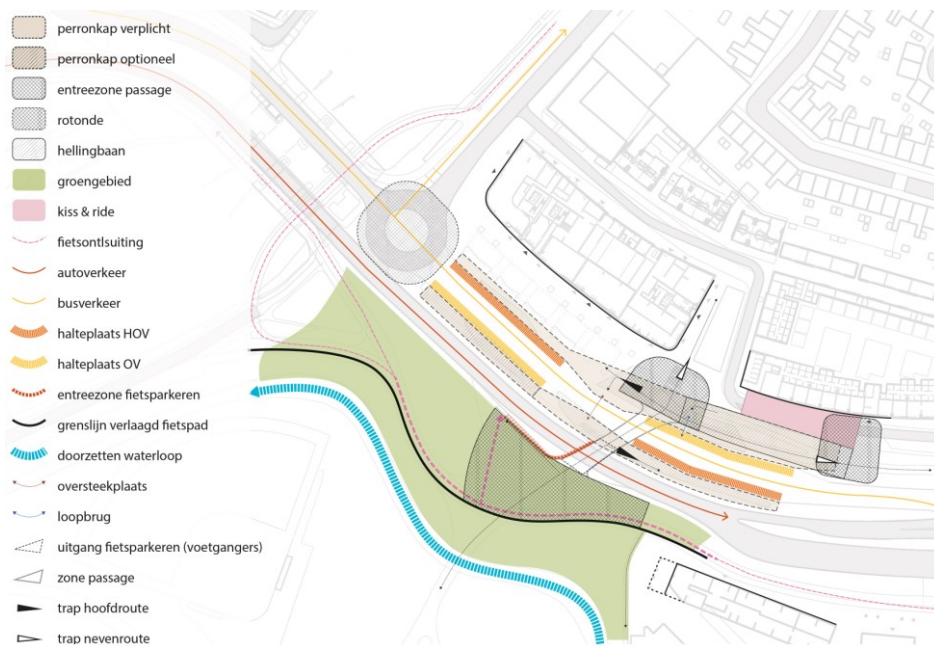 perronkap verplicht
perronkap optioneel
entreezone passage
rotonde
hellingbaan
groengebied
kiss & ride
fietsontlsuiting
autoverkeer
busverkeer
halteplaats HOV
halteplaats OV
entreezone fietsparkeren
grenslijn verlaagd fietspad
doorzetten waterloop
oversteekplaats
loopbrug
uitgang fietsparkeren (voetgangers)
zone passage
trap hoofdroute
trap nevenroute